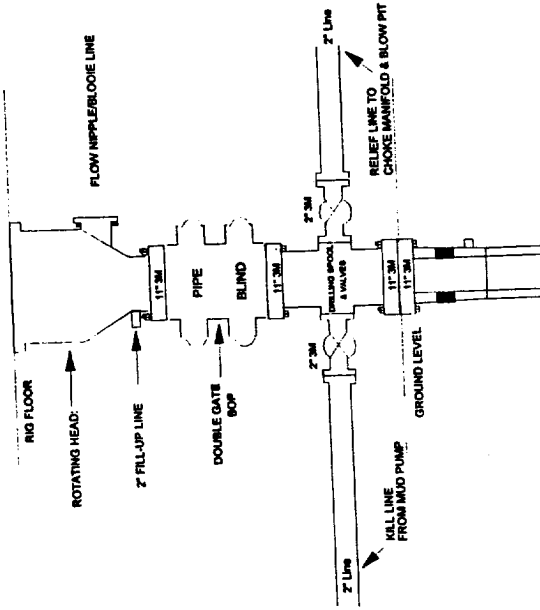 RIG FLOOR
ROTATING HEAD:
FLOW NIPPLE/BLOOIE LINE
2" FILL-UP LINE
11" 3M
PIPE
BLIND
DOUBLE GATE
BOP
11" 3M
2" 3M
DRILLING SPOOL
& VALVES
2" 3M
2" Line
2" Line
11" 3M
11" 3M
KILL LINE
FROM MUD PUMP
RELIEF LINE TO
CHOKE MANIFOLD & BLOW PIT
GROUND LEVEL